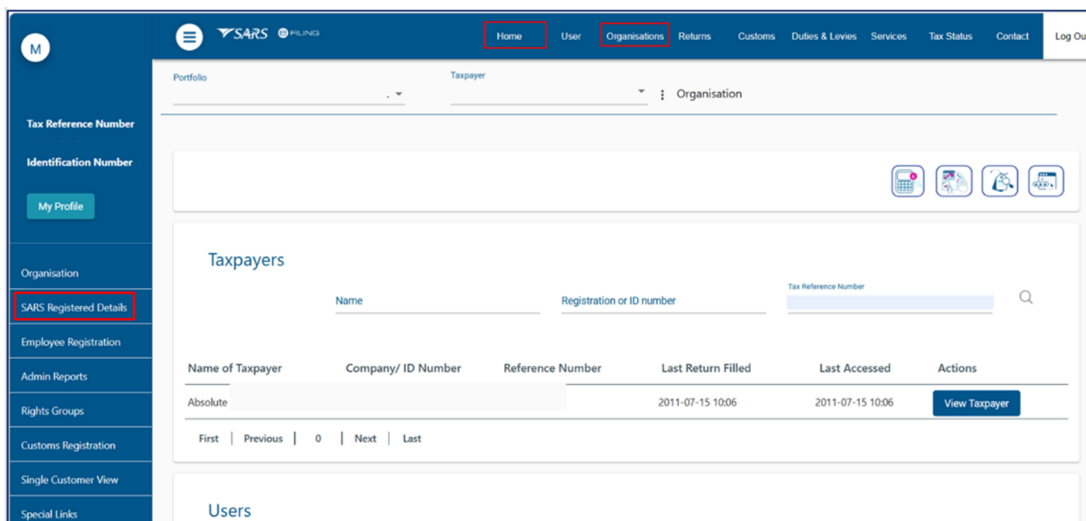 M
SARS eFILING
Home User Organisations Returns Customs Duties & Levies Services Tax Status Contact Log Ou
Portfolio
Taxpayer
Organisation
Tax Reference Number
Identification Number
My Profile
Organisation
SARS Registered Details
Employee Registration
Admin Reports
Rights Groups
Customs Registration
Single Customer View
Special Links
Taxpayers
Name
Registration or ID number
Tax Reference Number
Name of Taxpayer Company/ ID Number Reference Number Last Return Filled Last Accessed Actions
Absolute 2011-07-15 10:06 2011-07-15 10:06 View Taxpayer
First | Previous | 0 | Next | Last
Users